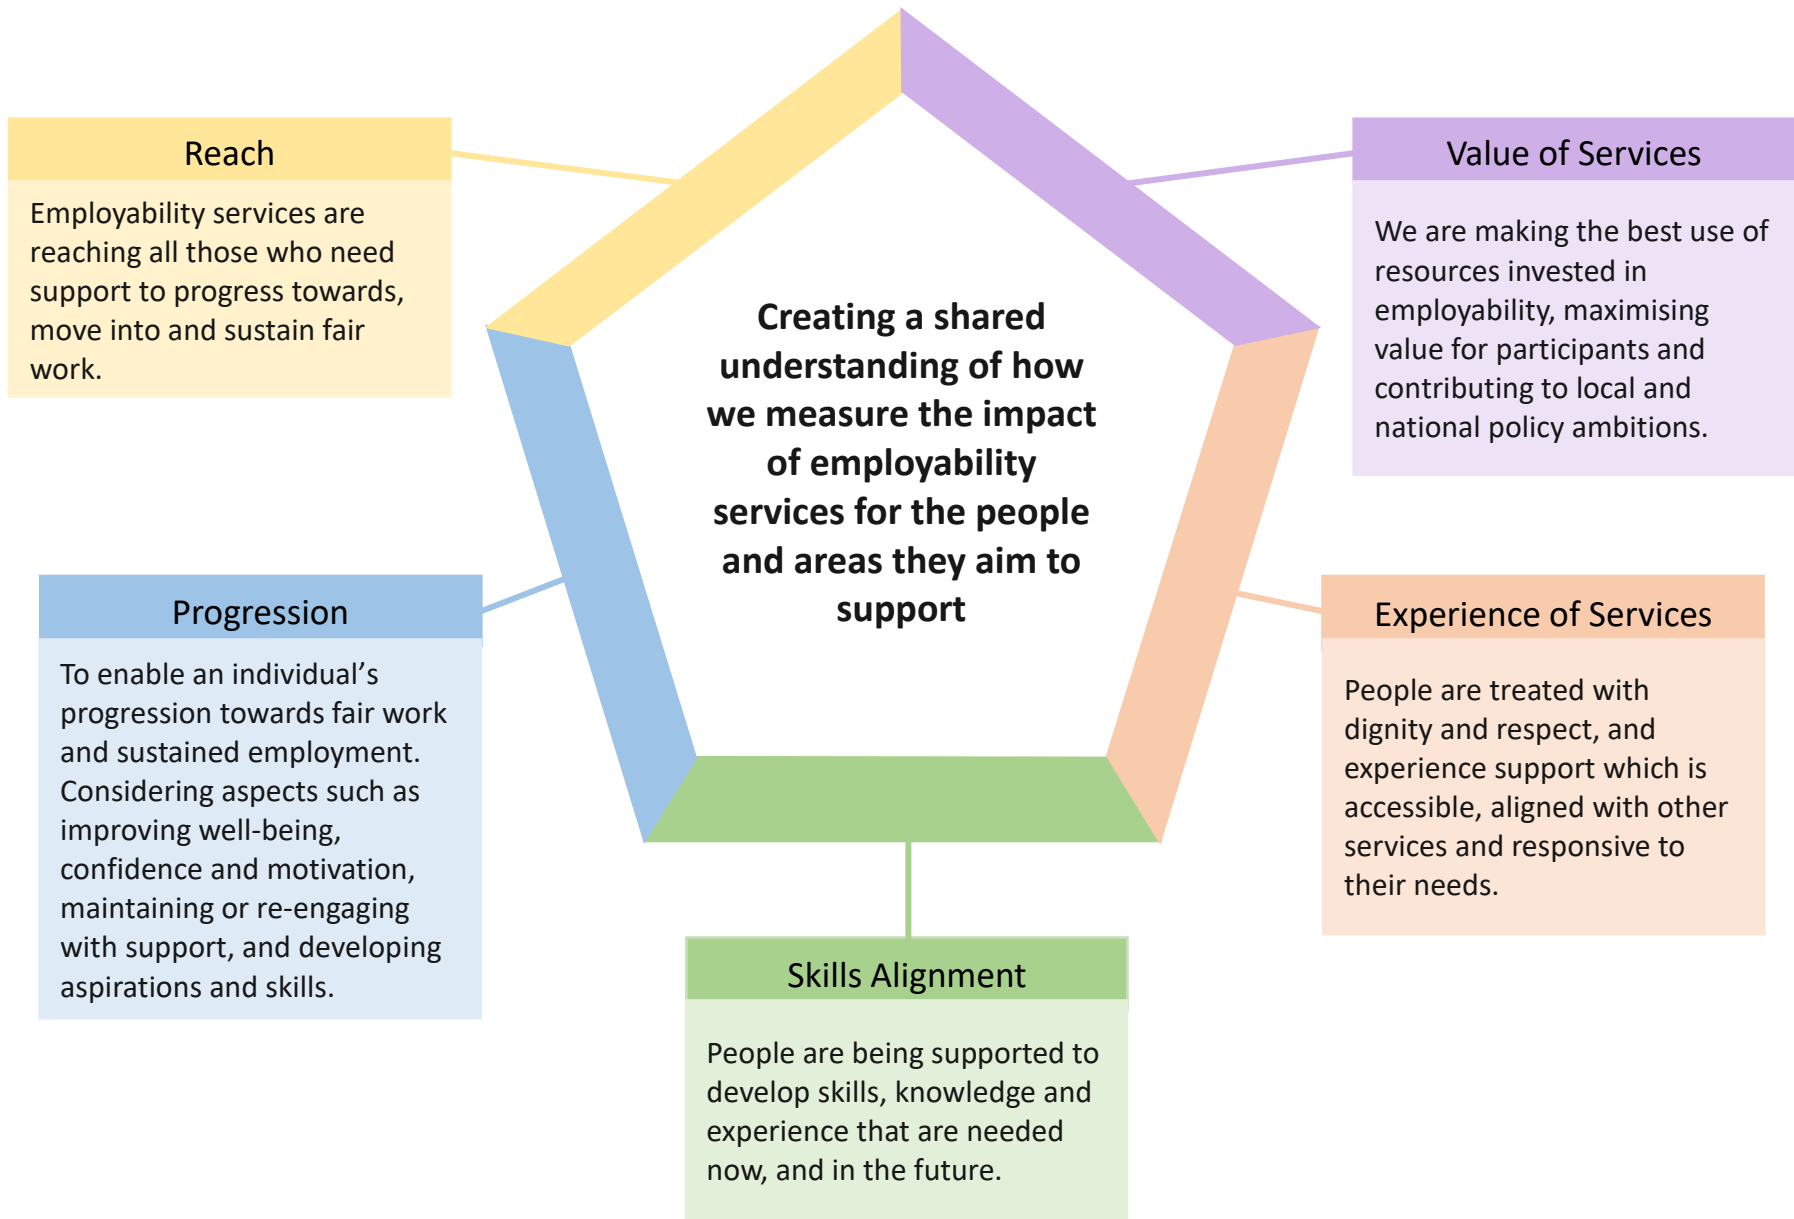 Reach
Employability services are
reaching all those who need
support to progress towards,
move into and sustain fair
work.
Value of Services
We are making the best use of
resources invested in
employability, maximising
value for participants and
contributing to local and
national policy ambitions.
Creating a shared
understanding of how
we measure the impact
of employability
services for the people
and areas they aim to
support
Progression
To enable an individual’s
progression towards fair work
and sustained employment.
Considering aspects such as
improving well-being,
confidence and motivation,
maintaining or re-engaging
with support, and developing
aspirations and skills.
Experience of Services
People are treated with
dignity and respect, and
experience support which is
accessible, aligned with other
services and responsive to
their needs.
Skills Alignment
People are being supported to
develop skills, knowledge and
experience that are needed
now, and in the future.